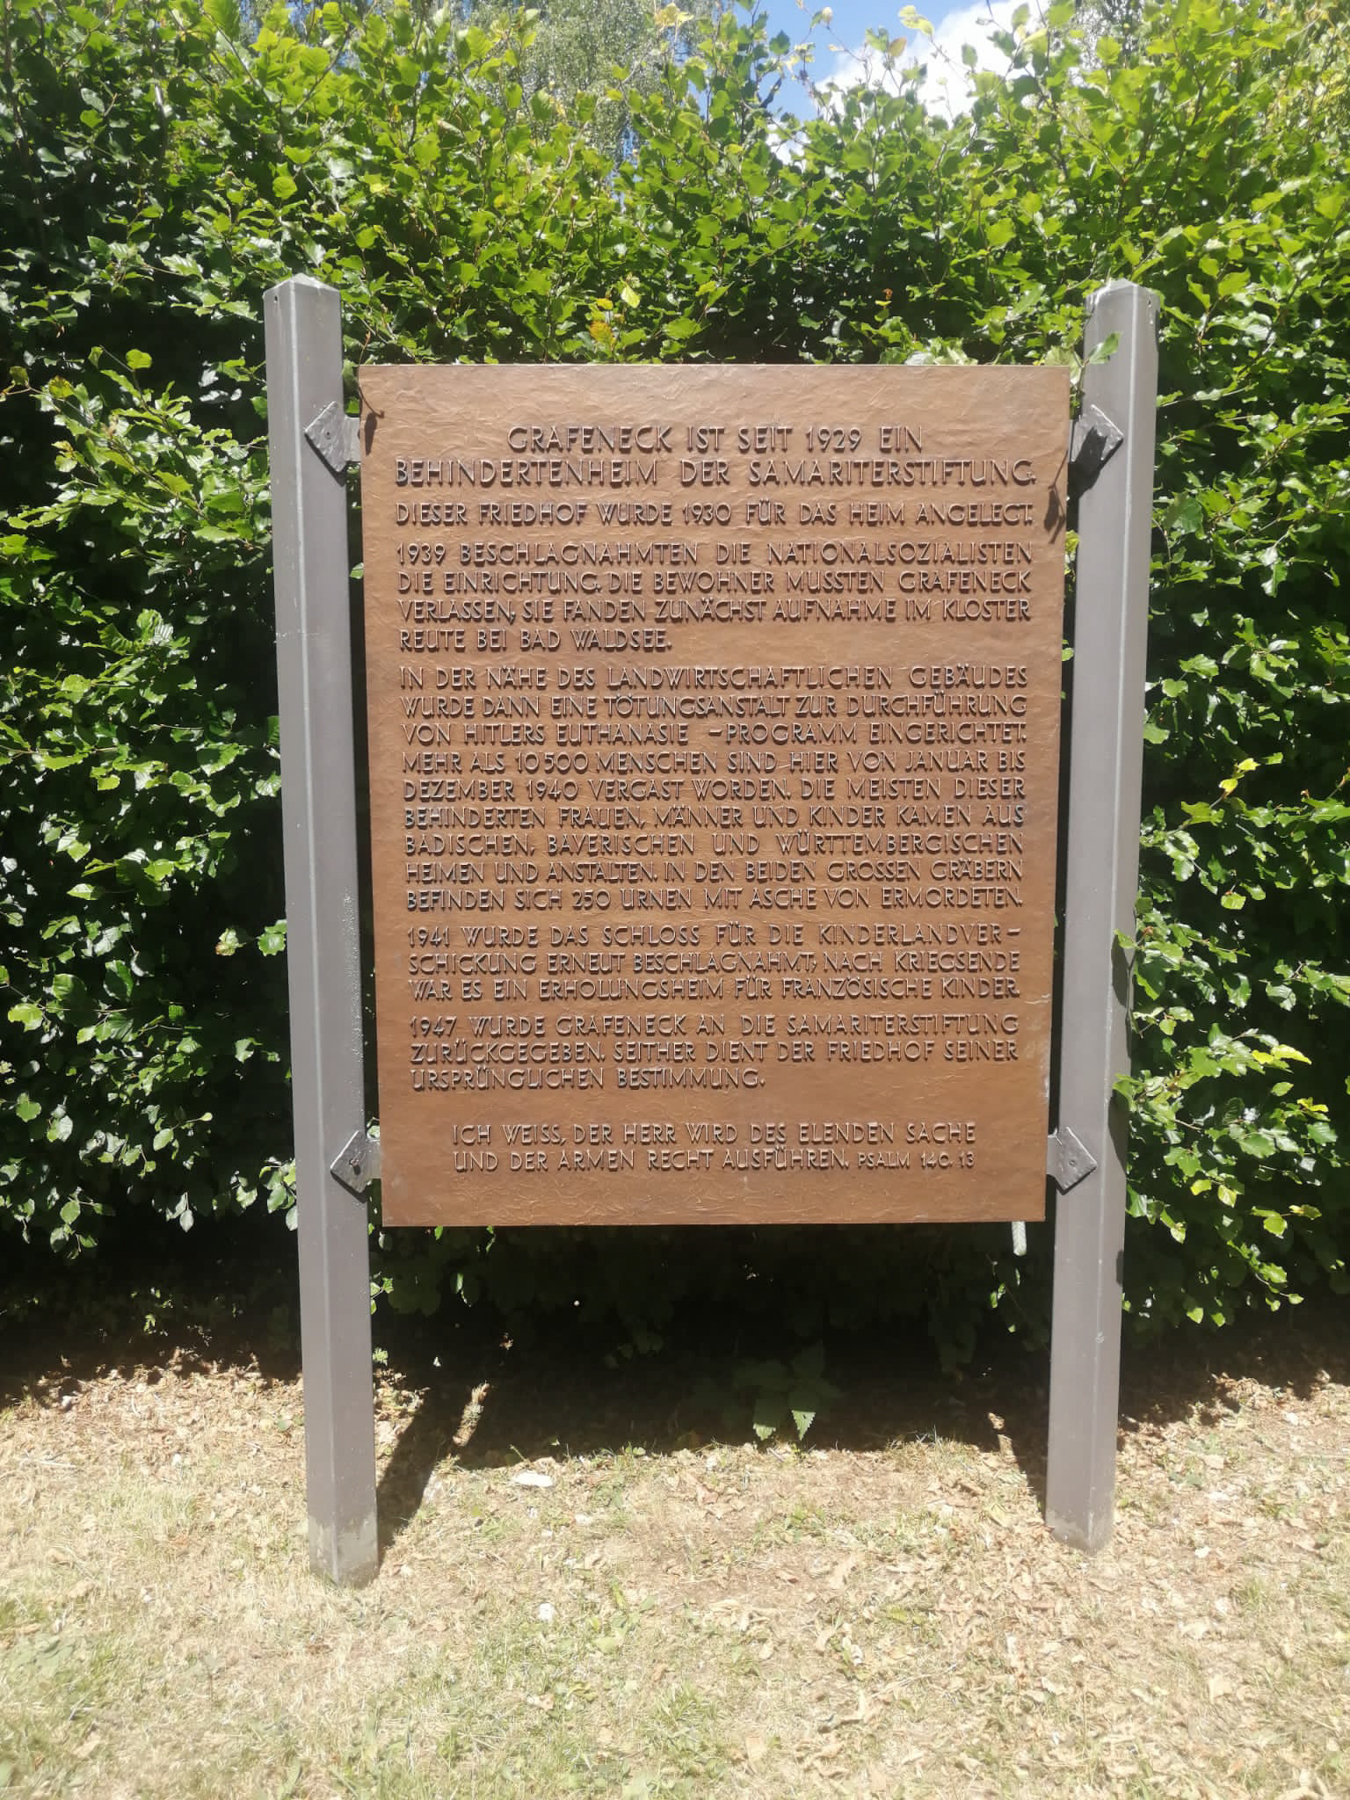 GRAFENECK IST SEIT 1929 EIN
BEHINDERTENHEIM DER SAMARITERSTIFTUNG.
DIESER FRIEDHOF WURDE 1930 FÜR DAS HEIM ANGELEGT.
1939 BESCHLAGNAHMTEN DIE NATIONALSOZIALISTEN
DIE EINRICHTUNG. DIE BEWOHNER MUSSTEN GRAFENECK
VERLASSEN; SIE FANDEN ZUNÄCHST AUFNAHME IM KLOSTER
REUTE BEI BAD WALDSEE.
IN DER NÄHE DES LANDWIRTSCHAFTLICHEN GEBÄUDES
WURDE DANN EINE TÖTUNGSANSTALT ZUR DURCHFÜHRUNG
VON HITLERS EUTHANASIE -PROGRAMM EINGERICHTET.
MEHR ALS 10500 MENSCHEN SIND HIER VON JANUAR BIS
DEZEMBER 1940 VERGAST WORDEN. DIE MEISTEN DIESER
BEHINDERTEN FRAUEN, MÄNNER UND KINDER KAMEN AUS
BADISCHEN, BAYERISCHEN UND WÜRTTEMBERGISCHEN
HEIMEN UND ANSTALTEN. IN DEN BEIDEN GROSSEN GRÄBERN
BEFINDEN SICH 250 URNEN MIT ASCHE VON ERMORDETEN.
1941 WURDE DAS SCHLOSS FÜR DIE KINDERLANDVER-
SCHICKUNG ERNEUT BESCHLAGNAHMT; NACH KRIEGSENDE
WAR ES EIN ERHOLUNGSHEIM FÜR FRANZÖSISCHE KINDER.
1947 WURDE GRAFENECK AN DIE SAMARITERSTIFTUNG
ZURÜCKGEGEBEN. SEITHER DIENT DER FRIEDHOF SEINER
URSPRÜNGLICHEN BESTIMMUNG.
ICH WEISS, DER HERR WIRD DES ELENDEN SACHE
UND DER ARMEN RECHT AUSFÜHREN. PSALM 140. 13